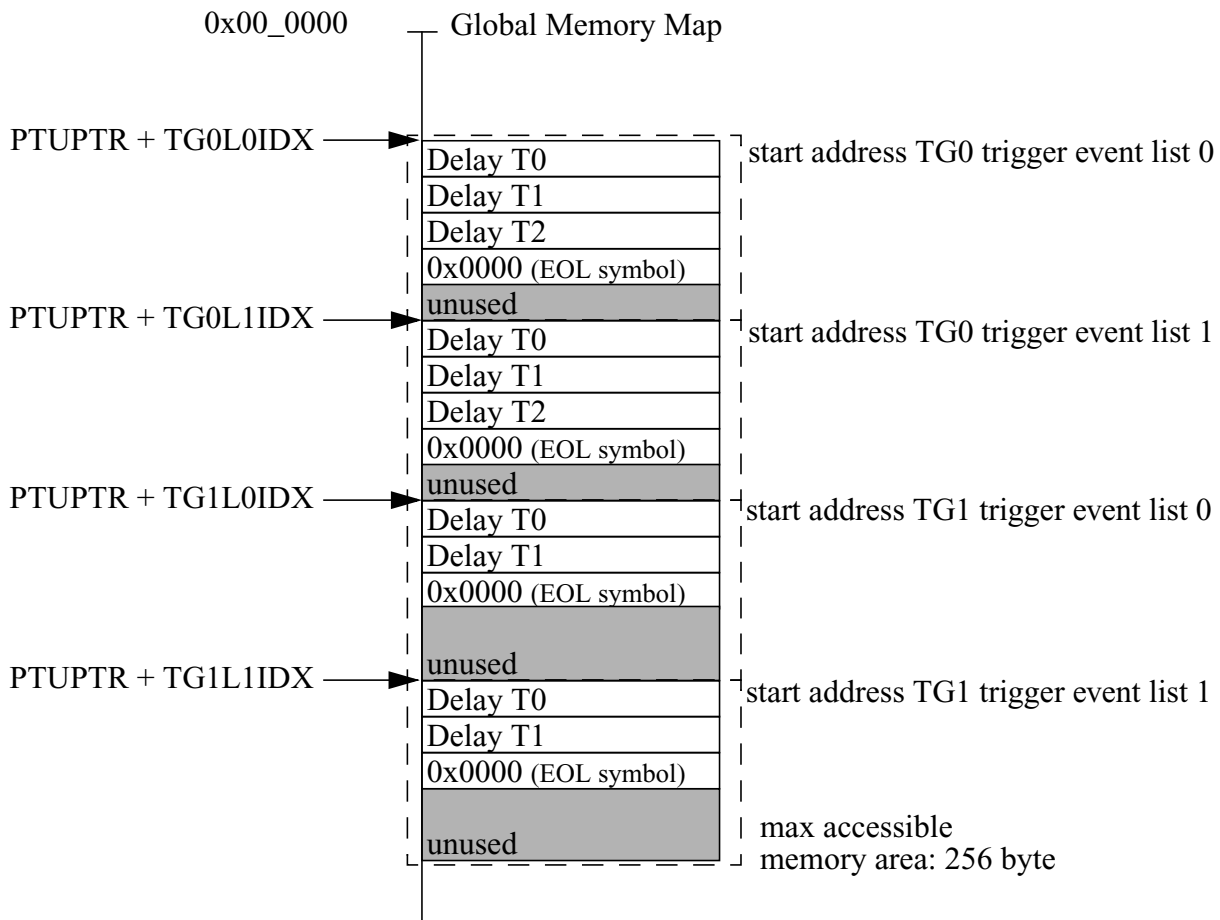 0x00_0000 Global Memory Map
PTUPTR + TG0L0IDX
start address TG0 trigger event list 0
Delay T0
Delay T1
Delay T2
0x0000 (EOL symbol)
unused
PTUPTR + TG0L1IDX
start address TG0 trigger event list 1
Delay T0
Delay T1
Delay T2
0x0000 (EOL symbol)
unused
PTUPTR + TG1L0IDX
start address TG1 trigger event list 0
Delay T0
Delay T1
0x0000 (EOL symbol)
unused
PTUPTR + TG1L1IDX
start address TG1 trigger event list 1
Delay T0
Delay T1
0x0000 (EOL symbol)
unused
max accessible
memory area: 256 byte